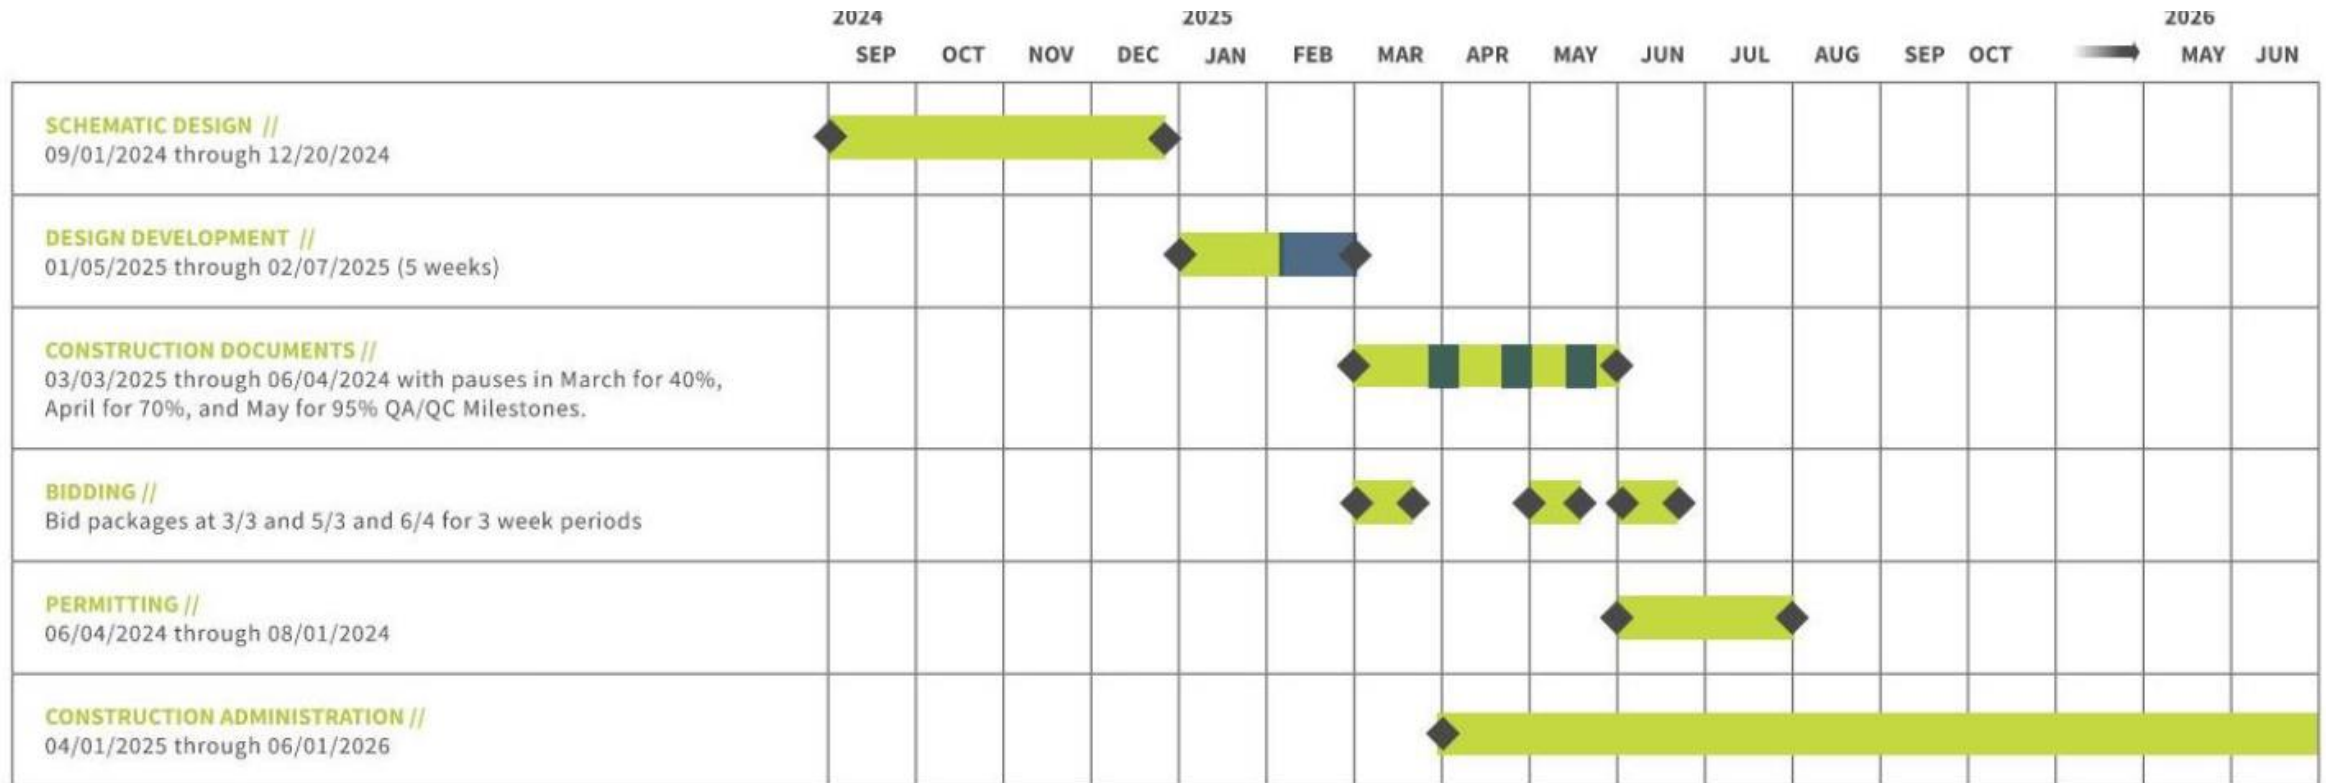 2024 2025 2026
SEP OCT NOV DEC JAN FEB MAR APR MAY JUN JUL AUG SEP OCT MAY JUN
SCHEMATIC DESIGN //
09/01/2024 through 12/20/2024
DESIGN DEVELOPMENT //
01/05/2025 through 02/07/2025 (5 weeks)
CONSTRUCTION DOCUMENTS //
03/03/2025 through 06/04/2024 with pauses in March for 40%,
April for 70%, and May for 95% QA/QC Milestones.
BIDDING //
Bid packages at 3/3 and 5/3 and 6/4 for 3 week periods
PERMITTING //
06/04/2024 through 08/01/2024
CONSTRUCTION ADMINISTRATION //
04/01/2025 through 06/01/2026